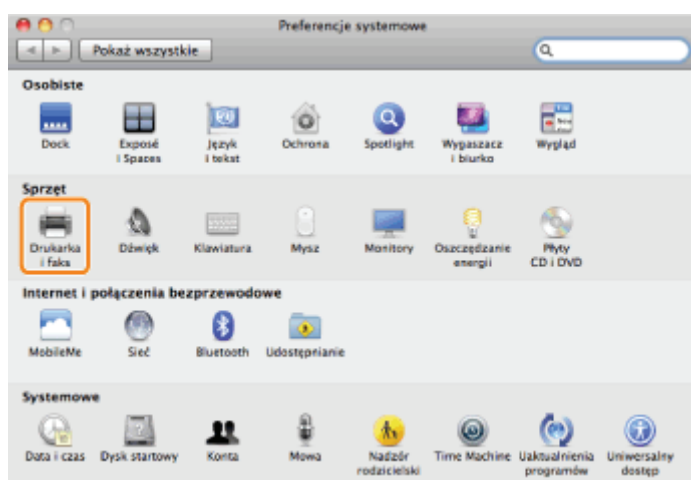 Preferencje systemowe
Pokaż wszystkie
Osobiste
Dock
Exposé
i Spaces
Język
i tekst
Ochrona
Spotlight
Wygaszacz
i biurko
Wygląd
Sprzęt
Drukarka
i faks
Dźwięk
Klawiatura
Mysz
Monitory
Oszczędzanie
energii
Płyty
CD i DVD
Internet i połączenia bezprzewodowe
MobileMe
Sieć
Bluetooth
Udostępnianie
Systemowe
Data i czas
Dysk startowy
Konta
Mowa
Nadzór
rodzicielski
Time Machine
Uaktualnienia
programów
Uniwersalny
dostęp